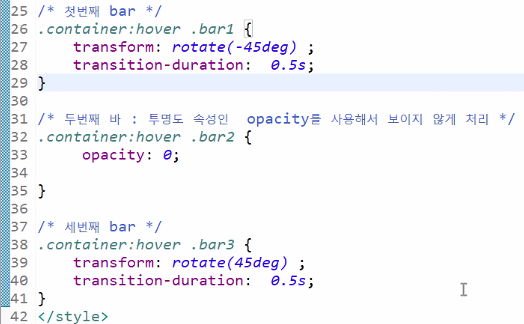 25 /* 첫번째 bar */
26 .container:hover .bar1 {
27 transform: rotate(-45deg) ;
28 transition-duration: 0.5s;
29 }
30
31 /* 두번째 바 : 투명도 속성인 opacity를 사용해서 보이지 않게 처리 */
32 .container:hover .bar2 {
33 opacity: 0;
34
35 }
36
37 /* 세번째 bar */
38 .container:hover .bar3 {
39 transform: rotate(45deg) ;
40 transition-duration: 0.5s;
41 }
42 </style>